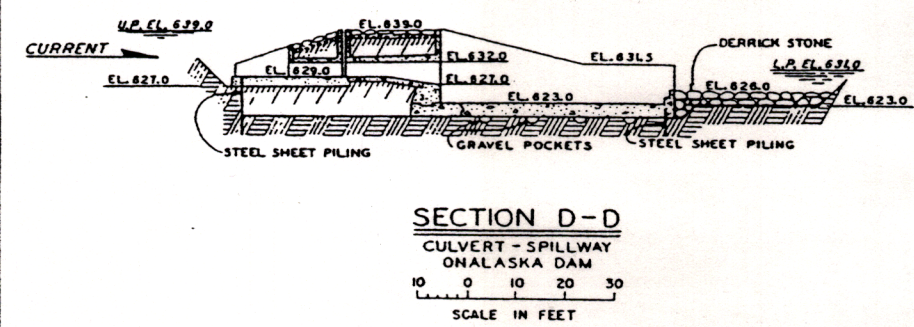 U.P. EL. 639.0
EL. 639.0
CURRENT
DERRICK STONE
EL. 632.0
EL. 631.5
L.P. EL. 631.0
EL. 629.0
EL. 627.0
EL. 627.0
EL. 626.0
EL. 623.0
EL. 623.0
STEEL SHEET PILING
GRAVEL POCKETS
STEEL SHEET PILING
SECTION D-D
CULVERT - SPILLWAY
ONALASKA DAM
10 0 10 20 30
SCALE IN FEET